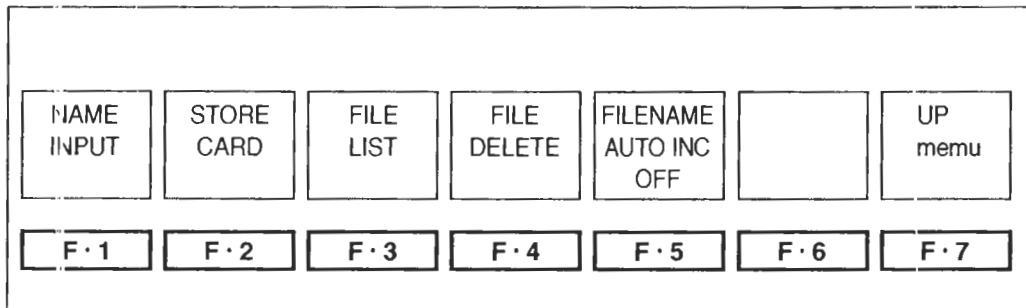 NAME
INPUT
STORE
CARD
FILE
LIST
FILE
DELETE
FILENAME
AUTO INC
OFF
UP
memu
F·1
F·2
F·3
F·4
F·5
F·6
F·7